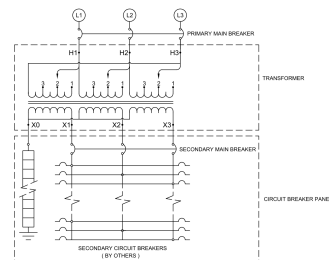 L1 L2 L3
PRIMARY MAIN BREAKER
H1 H2 H3
TRANSFORMER
3 2 1 3 2 1 3 2 1
X0 X1 X2 X3
SECONDARY MAIN BREAKER
CIRCUIT BREAKER PANE
SECONDARY CIRCUIT BREAKERS
( BY OTHERS )